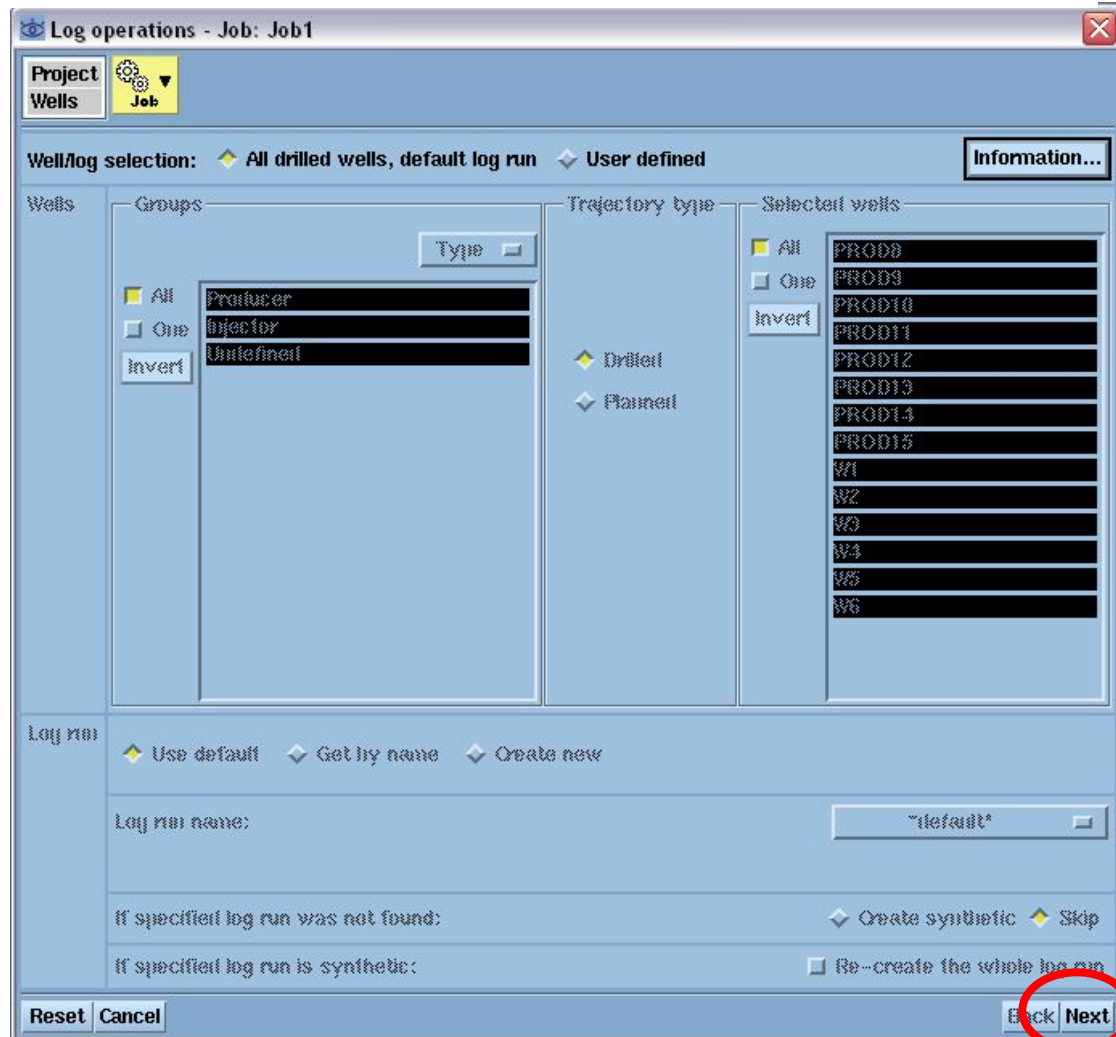 Log operations - Job: Job1
Project
Wells
Job
Well/log selection: All drilled wells, default log run User defined Information...
Wells
Groups
Type
All
One
Invert
Producer
Injector
Undefined
Trajectory type
Drilled
Planned
Selected wells
All
One
Invert
PROD8
PROD9
PROD10
PROD11
PROD12
PROD13
PROD14
PROD15
W1
W2
W3
W4
W5
W6
Log run
Use default Get by name Create new
Log run name: *default*
If specified log run was not found: Create synthetic Skip
If specified log run is synthetic: Re-create the whole log run
Reset Cancel Back Next